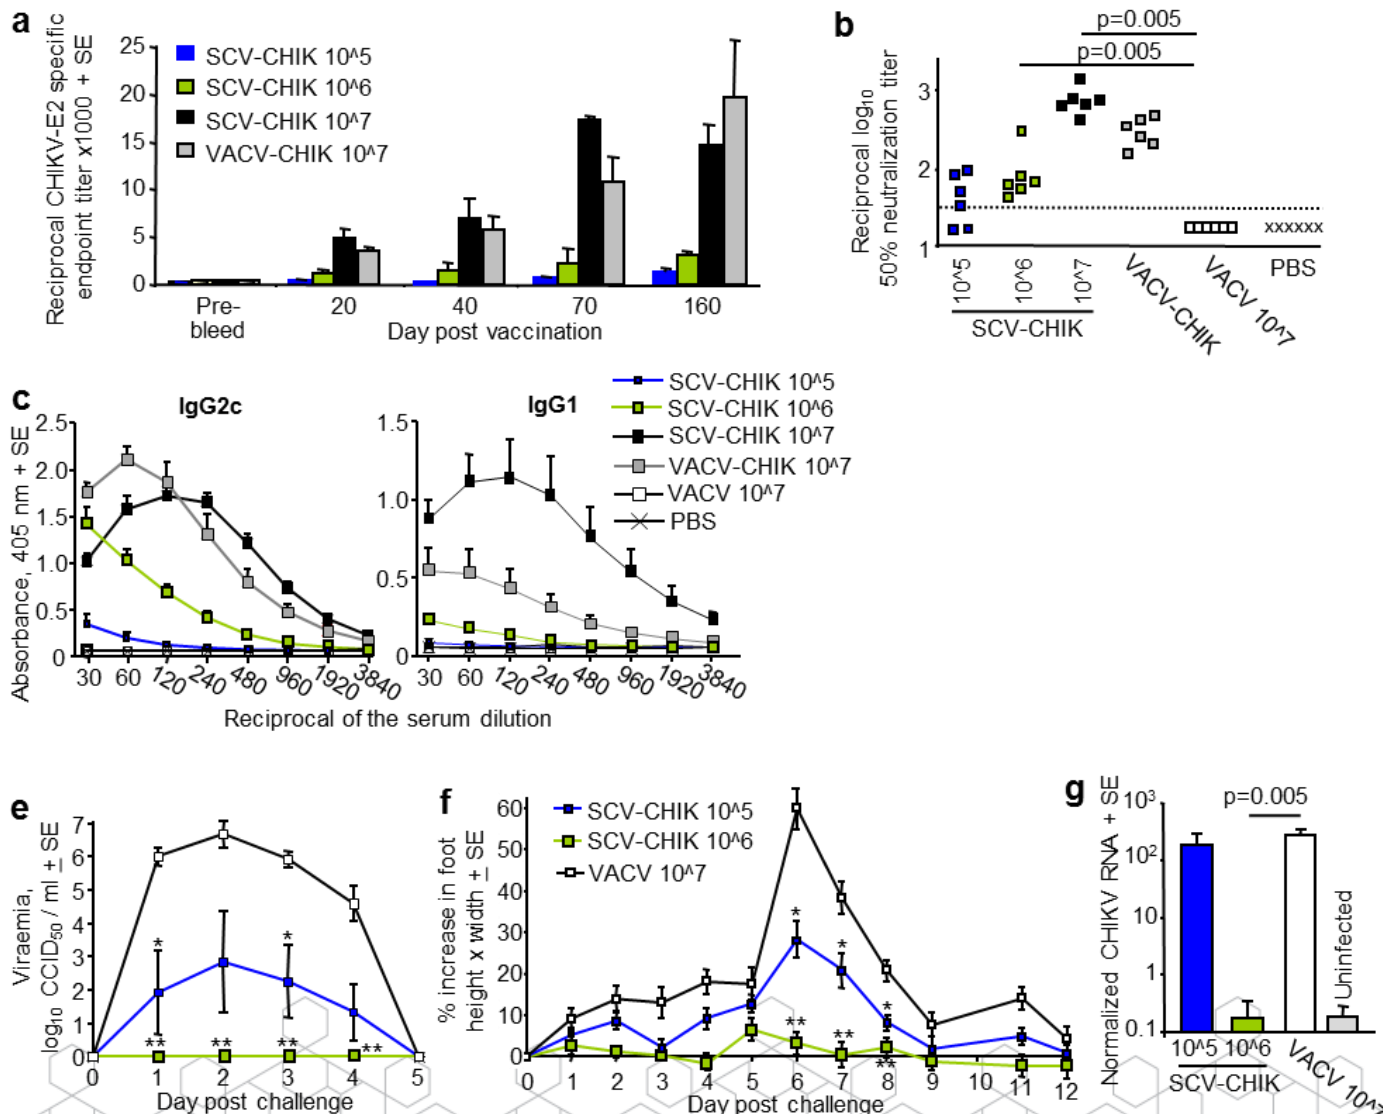 a
Reciprocal CHIKV-E2 specific
endpoint titer x1000 + SE
25
20
15
10
5
0
SCV-CHIK 10^5
SCV-CHIK 10^6
SCV-CHIK 10^7
VACV-CHIK 10^7
Pre-
bleed
20
40
70
160
Day post vaccination
b
p=0.005
p=0.005
Reciprocal log10
50% neutralization titer
3
2
1
10^5
10^6
10^7
SCV-CHIK
VACV-CHIK
VACV 10^7
PBS
xxxxxx
c
IgG2c
IgG1
SCV-CHIK 10^5
SCV-CHIK 10^6
SCV-CHIK 10^7
VACV-CHIK 10^7
VACV 10^7
PBS
Absorbance, 405 nm + SE
2.5
2.0
1.5
1.0
0.5
0
30 60 120 240 480 960 1920 3840
1.5
1.0
0.5
0
30 60 120 240 480 960 1920 3840
Reciprocal of the serum dilution
e
Viraemia,
log10 CCID50 / ml ± SE
7
6
5
4
3
2
1
0
* *
** ** ** **
0 1 2 3 4 5
Day post challenge
f
% increase in foot
height x width ± SE
60
50
40
30
20
10
0
SCV-CHIK 10^5
SCV-CHIK 10^6
VACV 10^7
* * *
** ** **
0 1 2 3 4 5 6 7 8 9 10 11 12
Day post challenge
g
Normalized CHIKV RNA + SE
p=0.005
10³
10²
10
1
0.1
10^5
10^6
SCV-CHIK
VACV 10^7
Uninfected